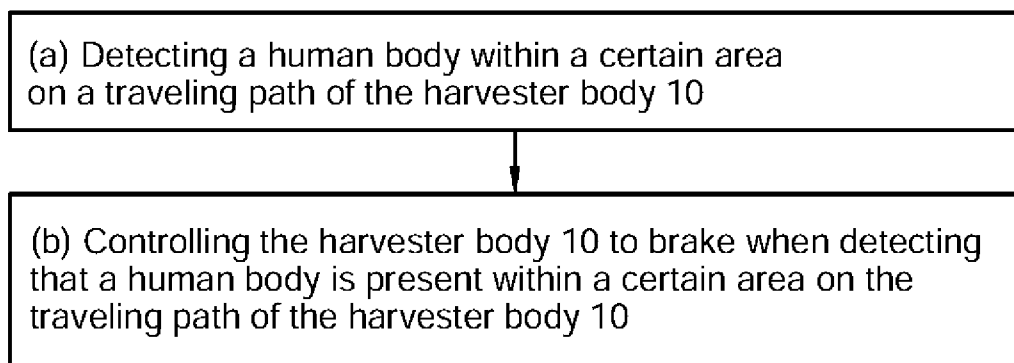 (a) Detecting a human body within a certain area
on a traveling path of the harvester body 10
(b) Controlling the harvester body 10 to brake when detecting
that a human body is present within a certain area on the
traveling path of the harvester body 10